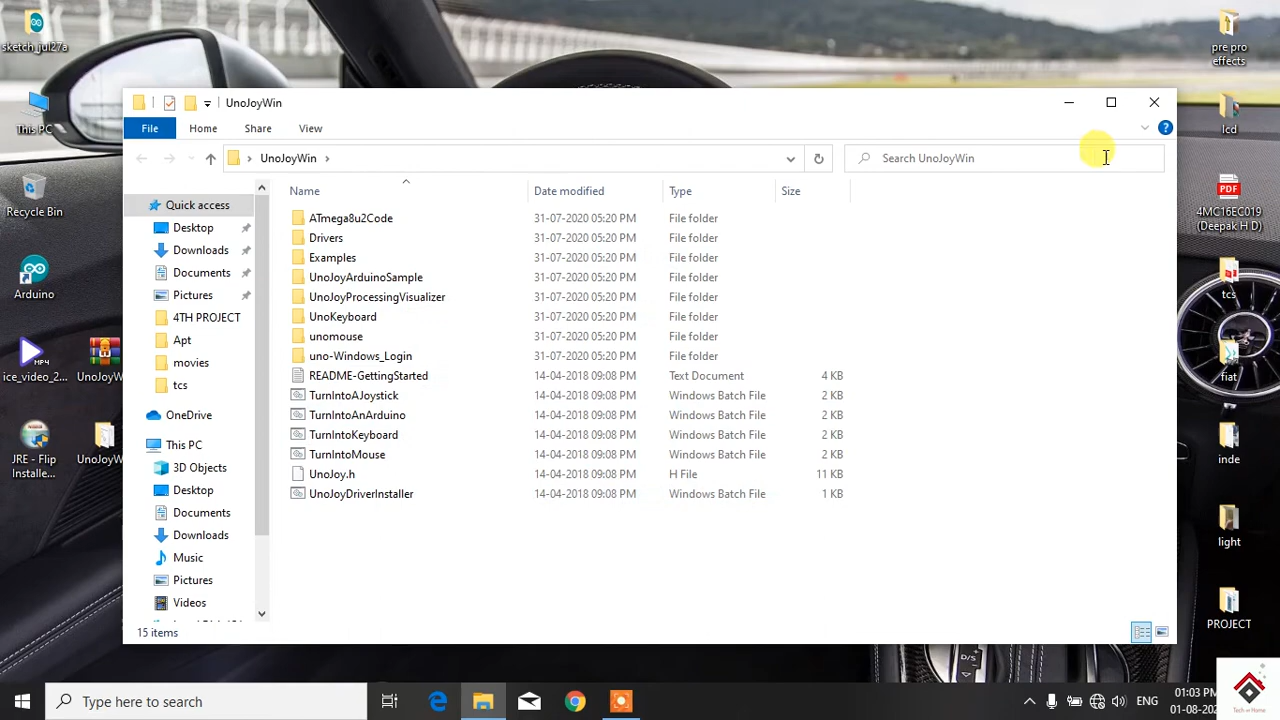 sketch_jul27a
This PC
Recycle Bin
Arduino
ice_video_2...
UnoJoyW
JRE - Flip
Installe...
UnoJoyW
UnoJoyWin
File
Home
Share
View
UnoJoyWin
Search UnoJoyWin
Quick access
Desktop
Downloads
Documents
Pictures
4TH PROJECT
Apt
movies
tcs
OneDrive
This PC
3D Objects
Desktop
Documents
Downloads
Music
Pictures
Videos
Name Date modified Type Size
ATmega8u2Code 31-07-2020 05:20 PM File folder
Drivers 31-07-2020 05:20 PM File folder
Examples 31-07-2020 05:20 PM File folder
UnoJoyArduinoSample 31-07-2020 05:20 PM File folder
UnoJoyProcessingVisualizer 31-07-2020 05:20 PM File folder
UnoKeyboard 31-07-2020 05:20 PM File folder
unomouse 31-07-2020 05:20 PM File folder
uno-Windows_Login 31-07-2020 05:20 PM File folder
README-GettingStarted 14-04-2018 09:08 PM Text Document 4 KB
TurnIntoAJoystick 14-04-2018 09:08 PM Windows Batch File 2 KB
TurnIntoAnArduino 14-04-2018 09:08 PM Windows Batch File 2 KB
TurnIntoKeyboard 14-04-2018 09:08 PM Windows Batch File 2 KB
TurnIntoMouse 14-04-2018 09:08 PM Windows Batch File 2 KB
UnoJoy.h 14-04-2018 09:08 PM H File 11 KB
UnoJoyDriverInstaller 14-04-2018 09:08 PM Windows Batch File 1 KB
15 items
pre pro
effects
lcd
PDF
4MC16EC019
(Deepak H D)
tcs
fiat
inde
light
PROJECT
Type here to search
ENG
01:03 PM
01-08-20
Tech at Home